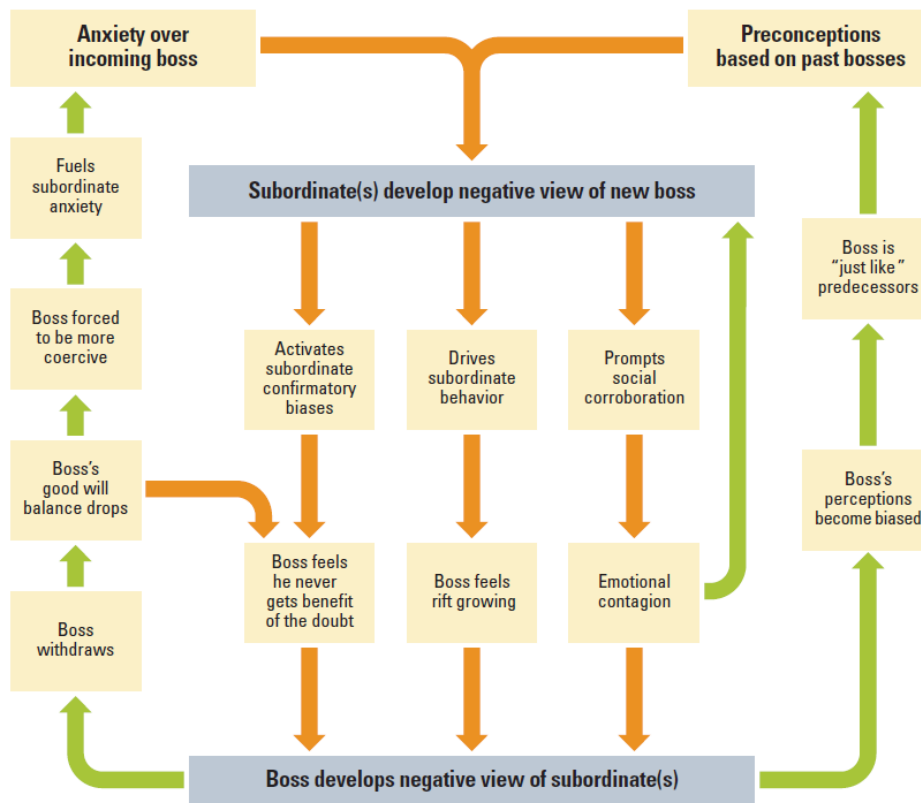 Anxiety over
incoming boss
Preconceptions
based on past bosses
Fuels
subordinate
anxiety
Subordinate(s) develop negative view of new boss
Boss is
“just like”
predecessors
Boss forced
to be more
coercive
Activates
subordinate
confirmatory
biases
Drives
subordinate
behavior
Prompts
social
corroboration
Boss’s
good will
balance drops
Boss’s
perceptions
become biased
Boss feels
he never
gets benefit
of the doubt
Boss feels
rift growing
Emotional
contagion
Boss
withdraws
Boss develops negative view of subordinate(s)